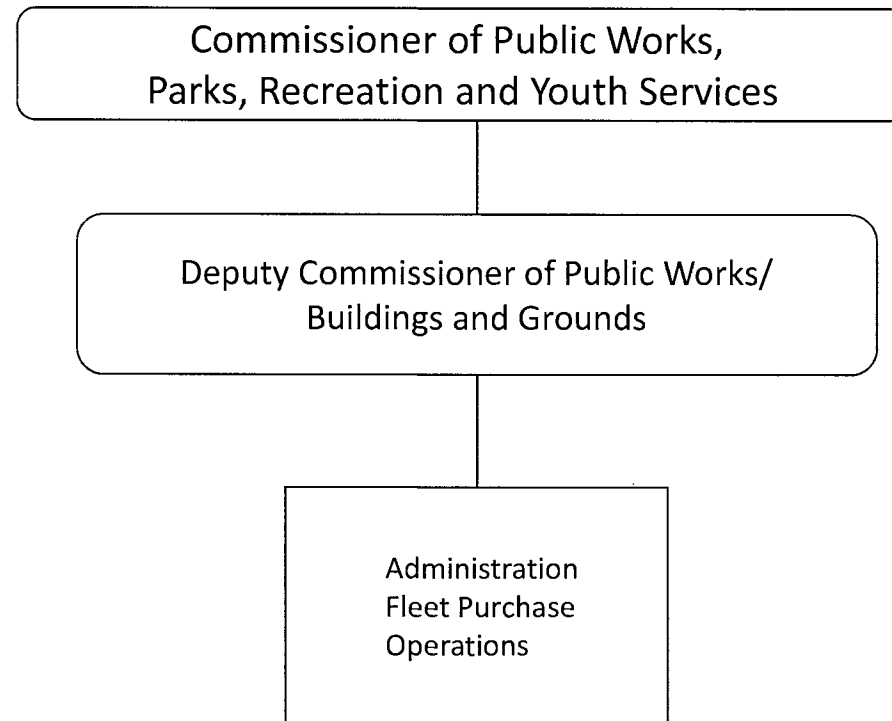 Commissioner of Public Works,
Parks, Recreation and Youth Services
Deputy Commissioner of Public Works/
Buildings and Grounds
Administration
Fleet Purchase
Operations